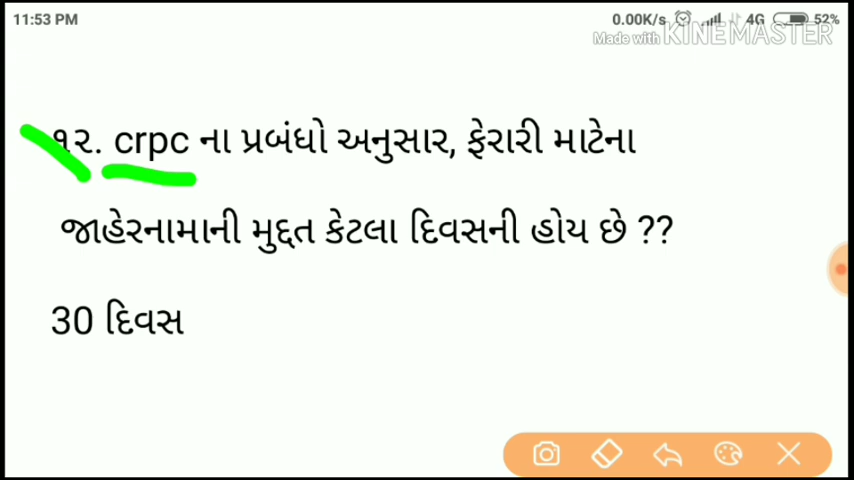 11:53 PM 0.00K/s 4G 52%
Made with KINEMASTER
૧૨. crpc ના પ્રબંધો અનુસાર, ફેરારી માટેના
જાહેરનામાની મુદ્દત કેટલા દિવસની હોય છે ??
30 દિવસ